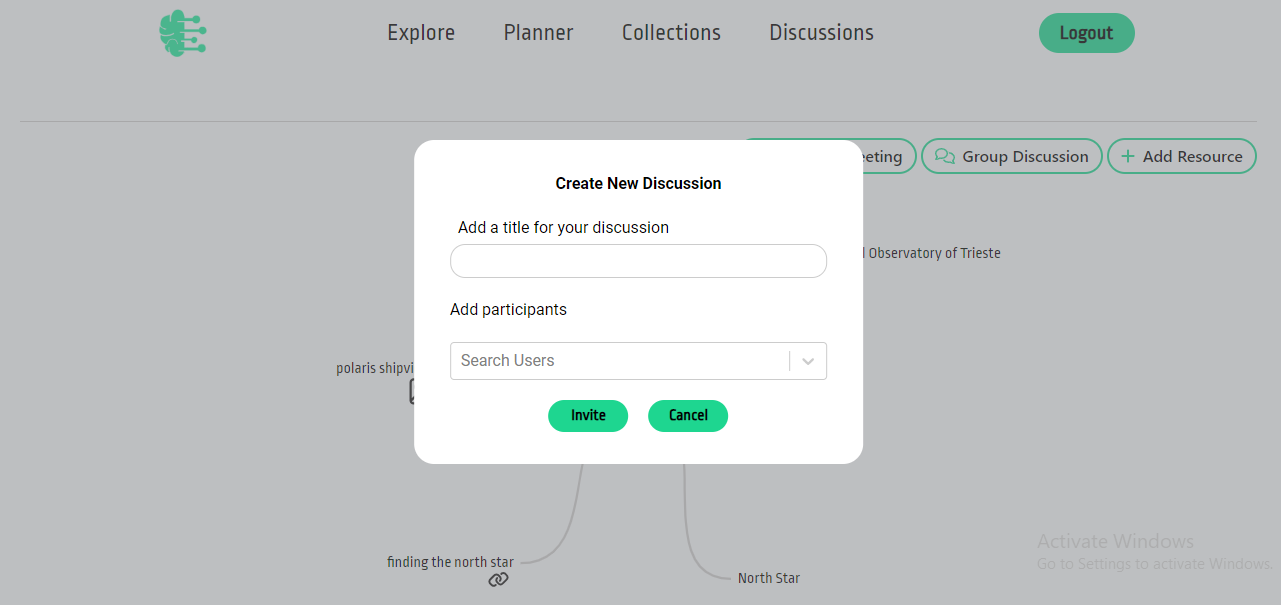 Explore Planner Collections Discussions Logout
eting Group Discussion Add Resource
Create New Discussion
Add a title for your discussion
Observatory of Trieste
Add participants
Search Users
polaris shipvi
Invite Cancel
Activate Windows
Go to Settings to activate Windows.
finding the north star
North Star